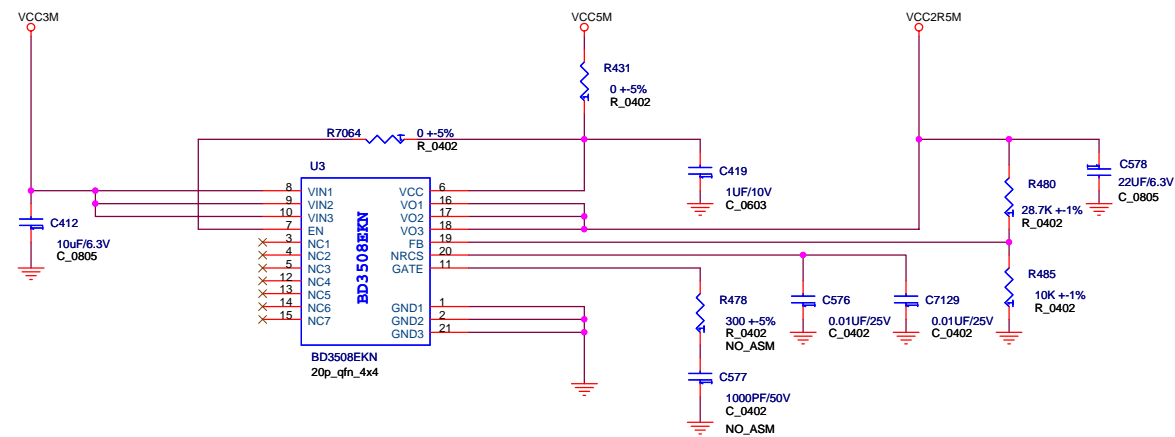 VCC3M
VCC5M
VCC2R5M
R431
0 +-5%
R_0402
R7064
0 +-5%
R_0402
U3
C419
1UF/10V
C_0603
C578
22UF/6.3V
C_0805
R480
28.7K +-1%
R_0402
C412
10uF/6.3V
C_0805
8 VIN1 VCC 6
9 VIN2 VO1 16
10 VIN3 VO2 17
7 EN VO3 18
3 NC1 FB 19
4 NC2 NRCS 20
5 NC3 GATE 11
12 NC4
13 NC5
14 NC6 GND1 1
15 NC7 GND2 2
GND3 21
BD3508EKN
BD3508EKN
20p_qfn_4x4
R485
10K +-1%
R_0402
R478
300 +-5%
R_0402
NO_ASM
C576
0.01UF/25V
C_0402
C7129
0.01UF/25V
C_0402
C577
1000PF/50V
C_0402
NO_ASM